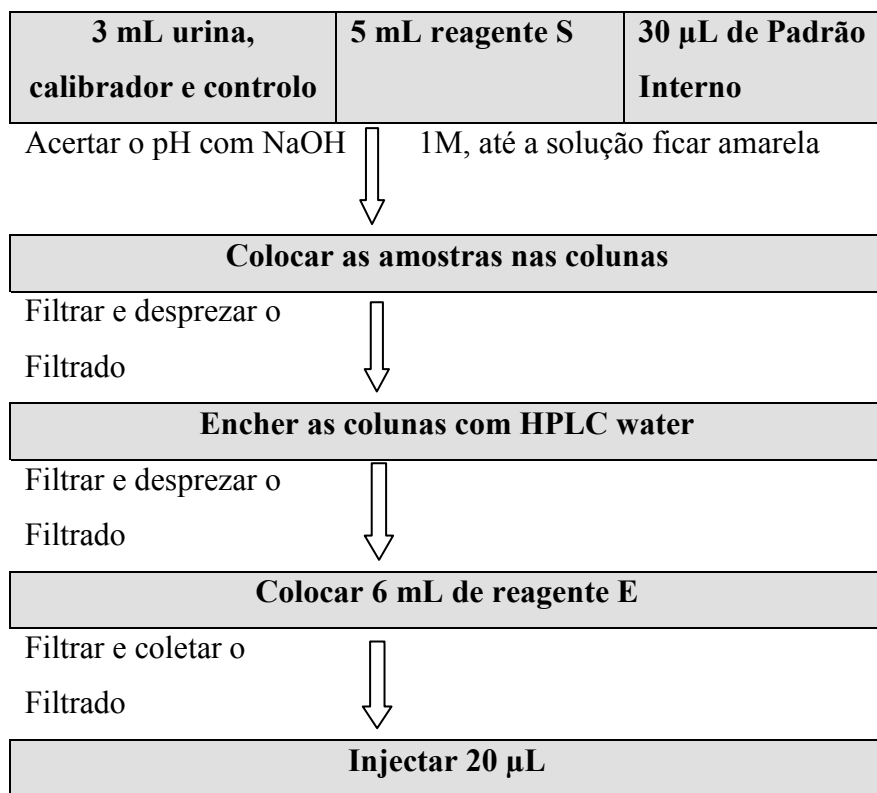 3 mL urina,
calibrador e controlo
5 mL reagente S
30 µL de Padrão
Interno
Acertar o pH com NaOH 1M, até a solução ficar amarela
Colocar as amostras nas colunas
Filtrar e desprezar o
Filtrado
Encher as colunas com HPLC water
Filtrar e desprezar o
Filtrado
Colocar 6 mL de reagente E
Filtrar e coletar o
Filtrado
Injectar 20 µL